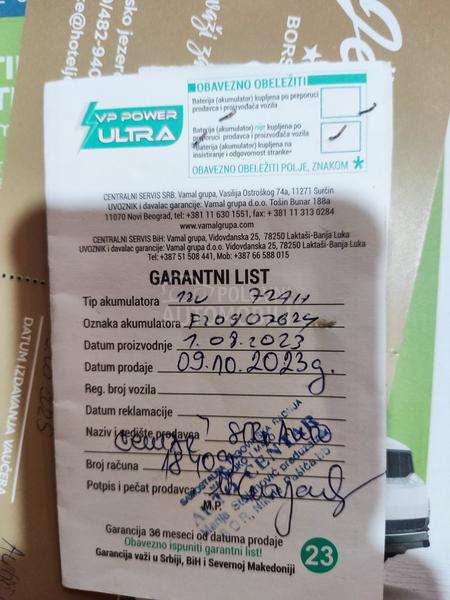 VP POWER
ULTRA
OBAVEZNO OBELEŽITI
Baterija (akumulator) kupljena po preporuci
prodavca i proizvođača vozila
Baterija (akumulator) nije kupljena po
preporuci prodavca i proizvođača vozila
Baterija (akumulator) kupljena na
insistiranje i odgovornost stranke*
OBAVEZNO OBELEŽITI POLJE, ZNAKOM *
CENTRALNI SERVIS SRB: Vamal grupa, Vasilija Ostroškog 74a, 11271 Surčin
UVOZNIK i davalac garancije: Vamal grupa d.o.o. Tošin Bunar 188a
11070 Novi Beograd, tel: + 381 11 630 1551, fax: + 381 11 313 0284
www.vamalgrupa.com
CENTRALNI SERVIS BiH: Vamal grupa, Vidovdanska 25, 78250 Laktaši-Banja Luka
UVOZNIK i davalac garancije: Vamal grupa d.o.o. Vidovdanska 25, 78250 Laktaši-Banja Luka
Tel: +387 51 508 441, Mob: +387 66 588 015
GARANTNI LIST
Tip akumulatora 12V 72AH
Oznaka akumulatora
Datum proizvodnje 1.08.2023
Datum prodaje 09.10.2023g.
Reg. broj vozila
Datum reklamacije
Naziv i sedište prodavca
Broj računa
Potpis i pečat prodavca
M.P.
Garancija 36 meseci od datuma prodaje
Obavezno ispuniti garantni list!
Garancija važi u Srbiji, BiH i Severnoj Makedoniji
23
DATUM IZDAVANJA VAUČERA